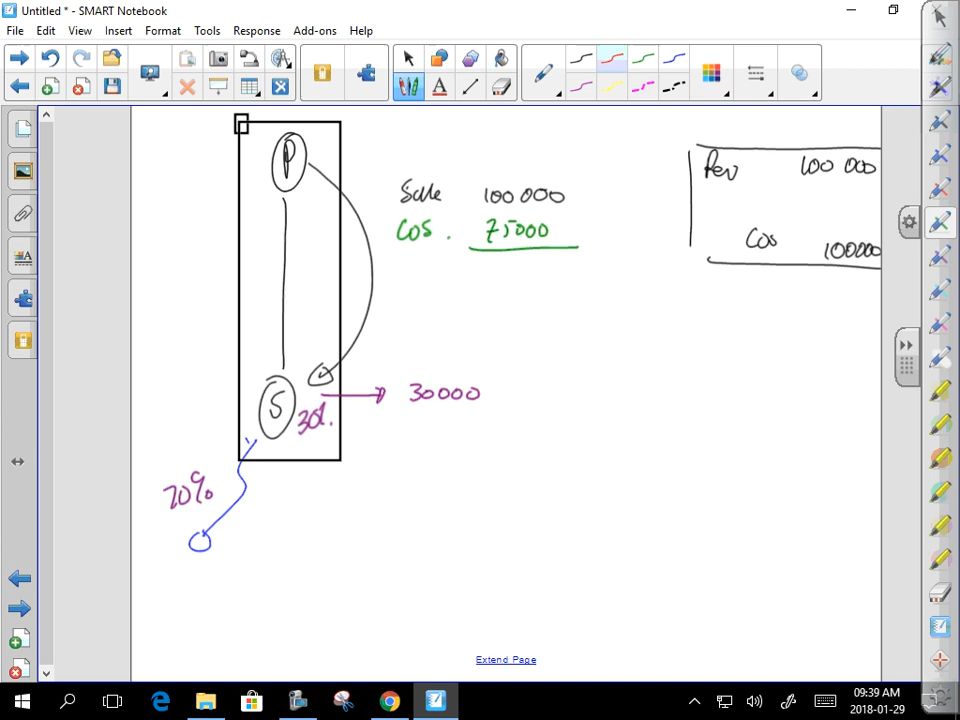 Untitled * - SMART Notebook
File Edit View Insert Format Tools Response Add-ons Help
P
Sale 100 000
COS . 75000
Rev 100 000
Cos 100000
S
30%.
30000
70%
Extend Page
09:39 AM
2018-01-29